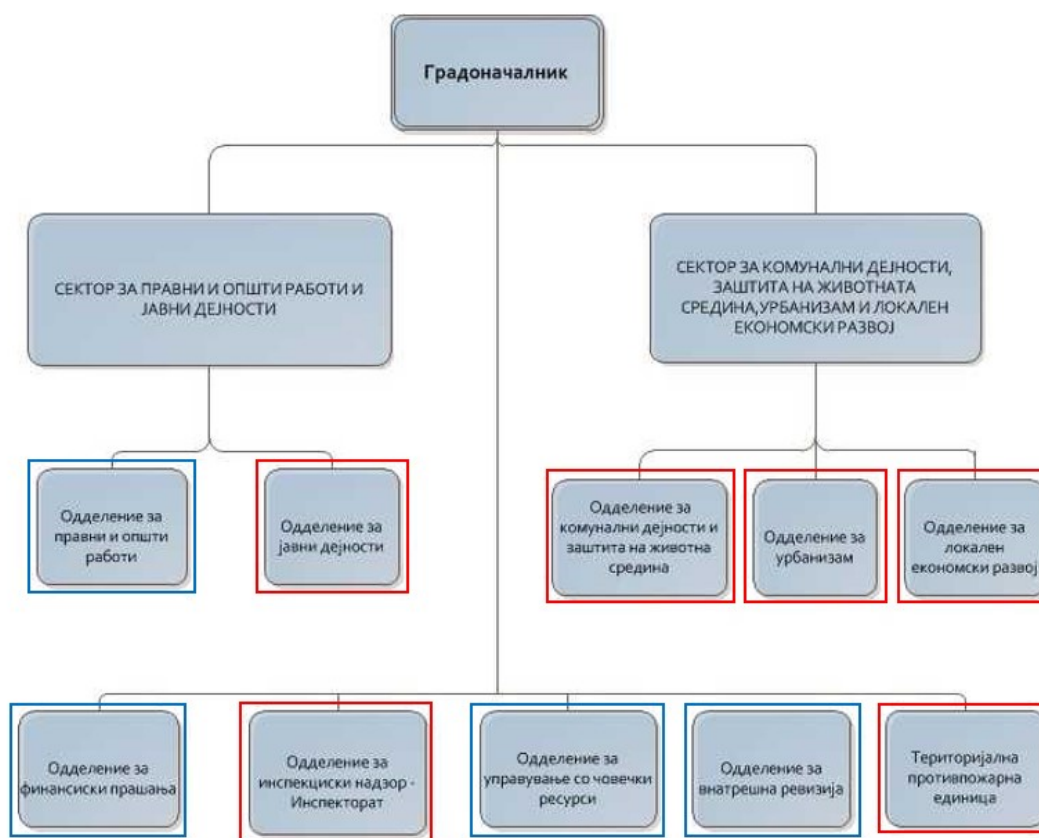 Градоначалник
СЕКТОР ЗА ПРАВНИ И ОПШТИ РАБОТИ И
ЈАВНИ ДЕЈНОСТИ
СЕКТОР ЗА КОМУНАЛНИ ДЕЈНОСТИ,
ЗАШТИТА НА ЖИВОТНАТА
СРЕДИНА,УРБАНИЗАМ И ЛОКАЛЕН
ЕКОНОМСКИ РАЗВОЈ
Одделение за
правни и општи
работи
Одделение за
јавни дејности
Одделение за
комунални дејности и
заштита на животна
средина
Одделение за
урбанизам
Одделение за
локален
економски развој
Одделение за
финансиски прашања
Одделение за
инспекциски надзор -
Инспекторат
Одделение за
управување со човечки
ресурси
Одделение за
внатрешна ревизија
Територијална
противпожарна
единица